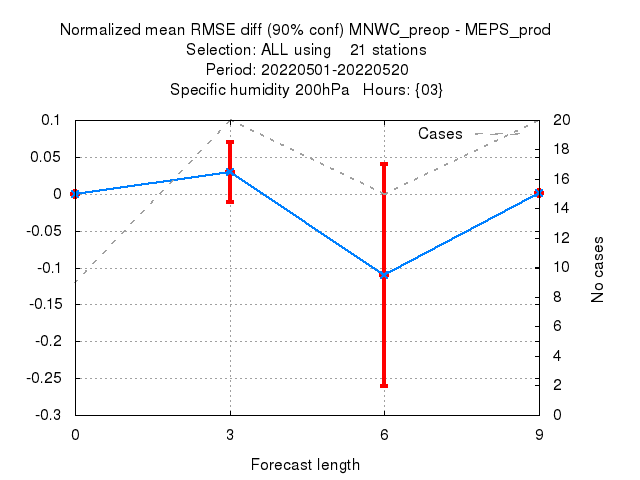 Normalized mean RMSE diff (90% conf) MNWC_preop - MEPS_prod
Selection: ALL using    21 stations
Period: 20220501-20220520
Specific humidity 200hPa   Hours: {03}
Cases
0.1
0.05
0
-0.05
-0.1
-0.15
-0.2
-0.25
-0.3
20
18
16
14
12
10
8
6
4
2
0
No cases
0 3 6 9
Forecast length